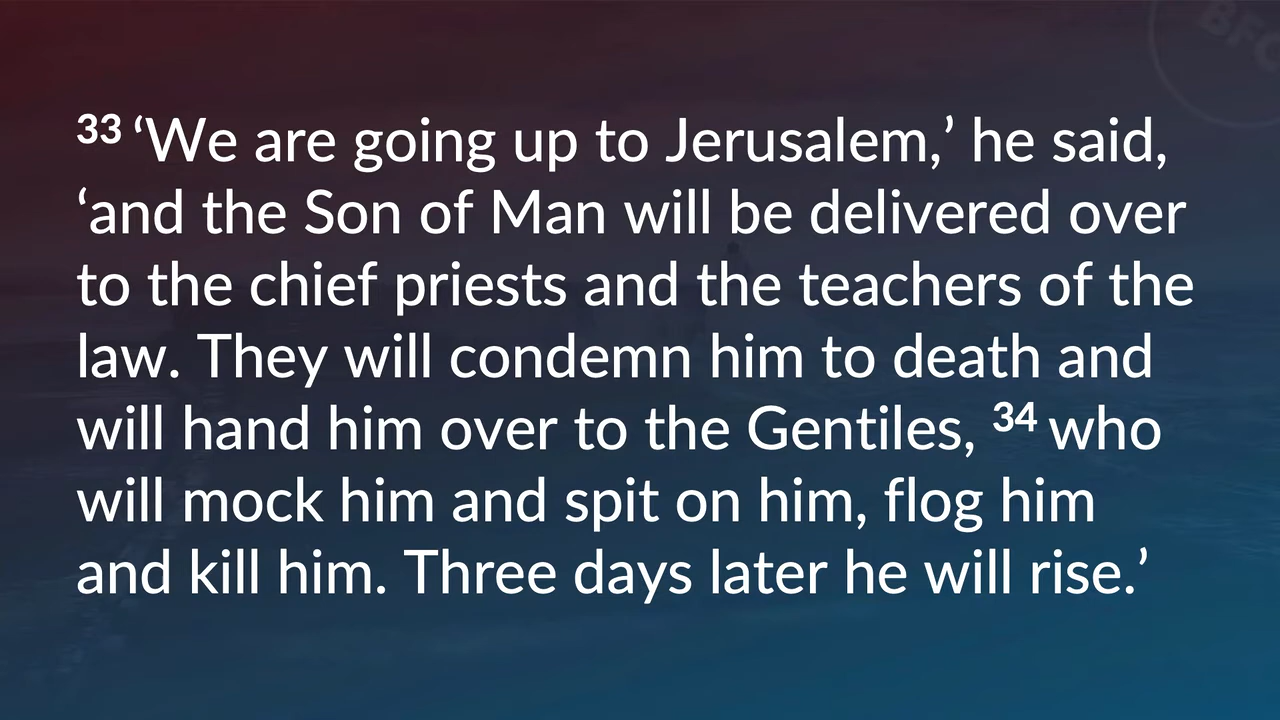 33 ‘We are going up to Jerusalem,’ he said,
‘and the Son of Man will be delivered over
to the chief priests and the teachers of the
law. They will condemn him to death and
will hand him over to the Gentiles, 34 who
will mock him and spit on him, flog him
and kill him. Three days later he will rise.’